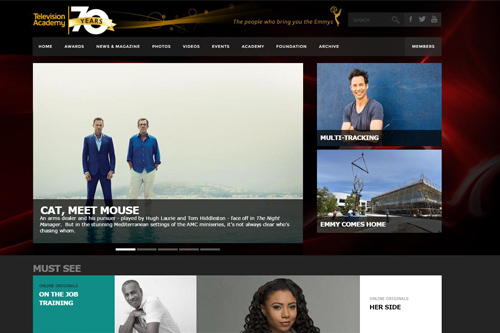 Television
Academy
70
YEARS
The people who bring you the Emmys
SEARCH
HOME
AWARDS
NEWS & MAGAZINE
PHOTOS
VIDEOS
EVENTS
ACADEMY
FOUNDATION
ARCHIVE
MEMBERS
CAT, MEET MOUSE
An arms dealer and his pursuer - played by Hugh Laurie and Tom Hiddleston - face off in The Night
Manager. But in the stunning Mediterranean settings of the AMC miniseries, it's not always clear who's
chasing whom.
MULTI-TRACKING
EMMY COMES HOME
MUST SEE
ONLINE ORIGINALS
ON THE JOB
TRAINING
ONLINE ORIGINALS
HER SIDE